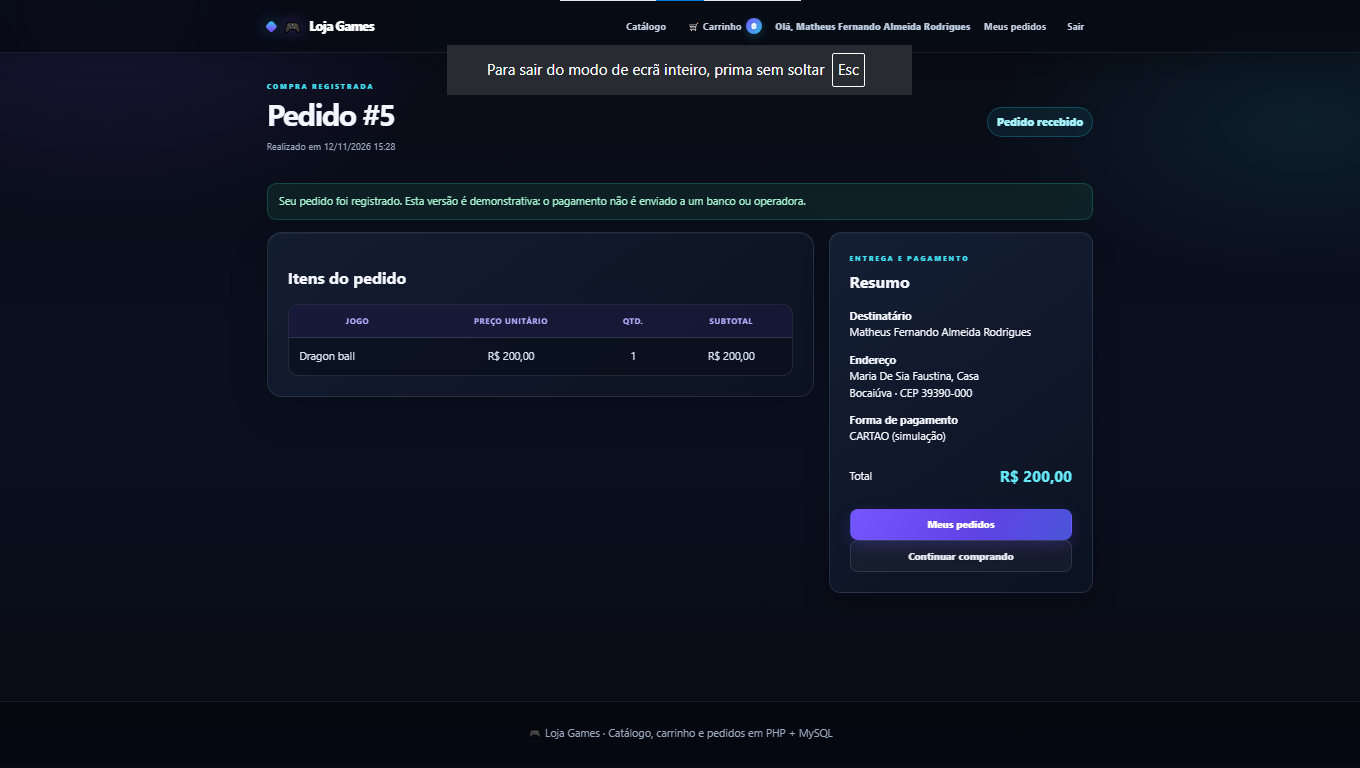 Loja Games
Catálogo
Carrinho 0
Olá, Matheus Fernando Almeida Rodrigues
Meus pedidos
Sair
Para sair do modo de ecrã inteiro, prima sem soltar Esc
COMPRA REGISTRADA
Pedido #5
Realizado em 12/11/2026 15:28
Pedido recebido
Seu pedido foi registrado. Esta versão é demonstrativa: o pagamento não é enviado a um banco ou operadora.
Itens do pedido
JOGO PREÇO UNITÁRIO QTD. SUBTOTAL
Dragon ball R$ 200,00 1 R$ 200,00
ENTREGA E PAGAMENTO
Resumo
Destinatário
Matheus Fernando Almeida Rodrigues
Endereço
Maria De Sia Faustina, Casa
Bocaiúva · CEP 39390-000
Forma de pagamento
CARTAO (simulação)
Total R$ 200,00
Meus pedidos
Continuar comprando
Loja Games · Catálogo, carrinho e pedidos em PHP + MySQL